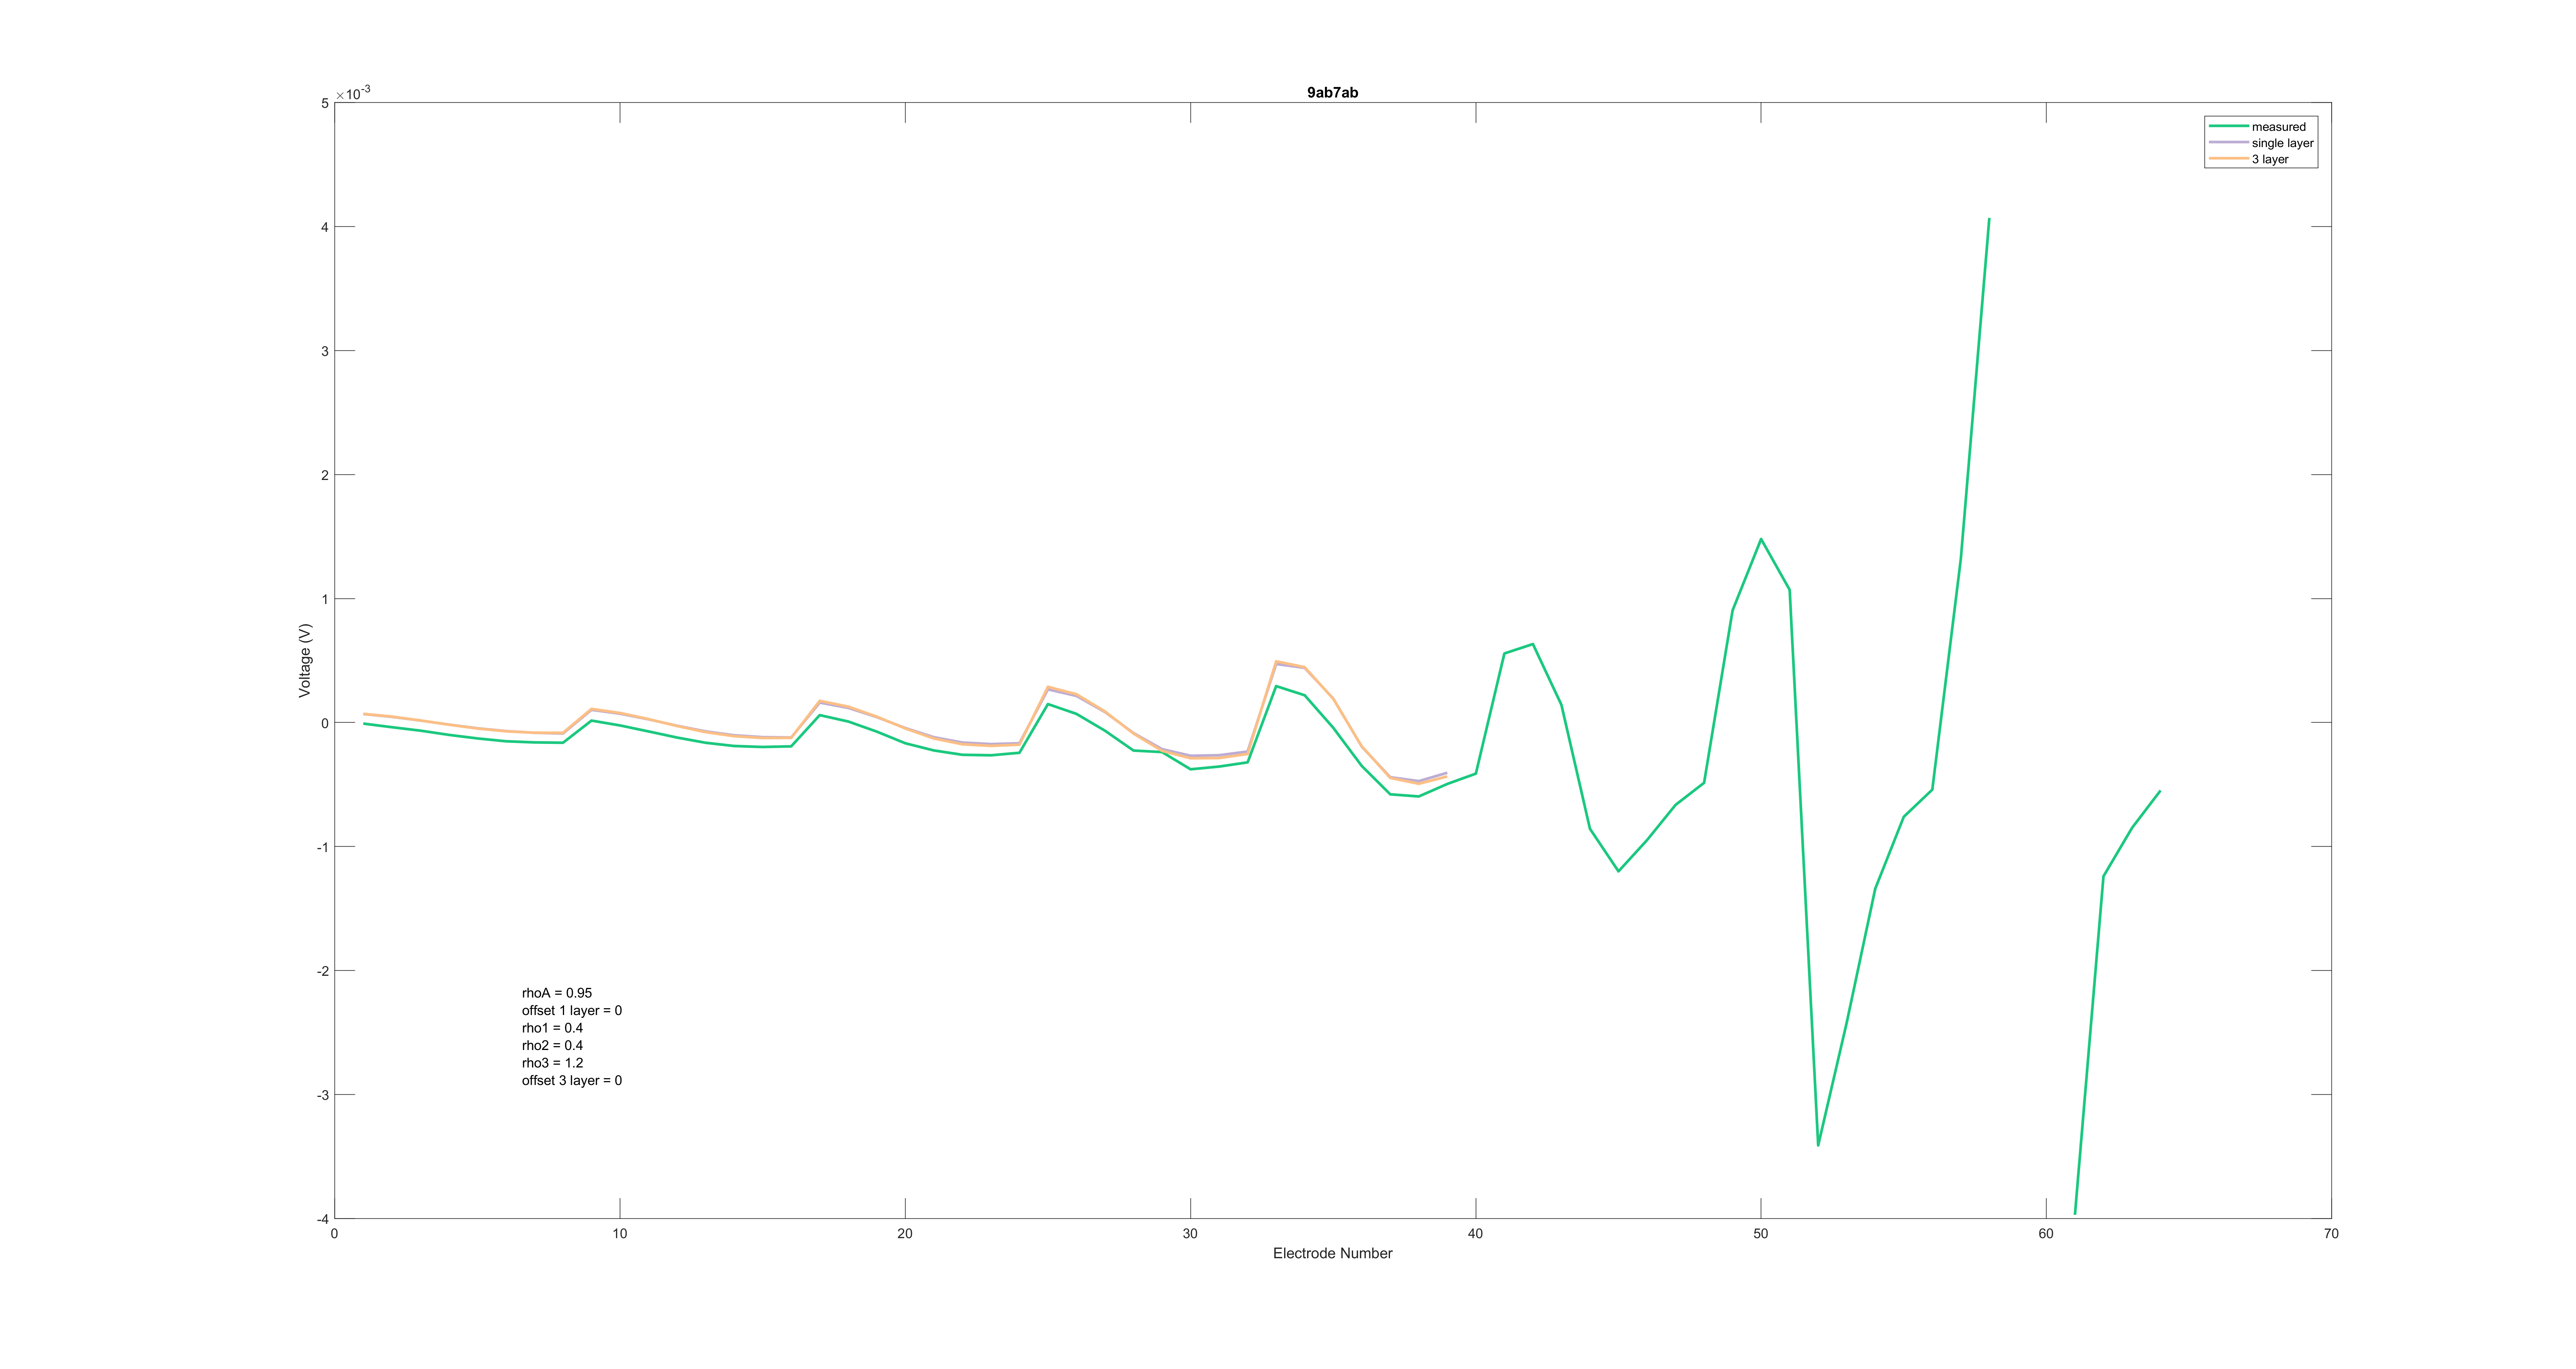 9ab7ab
×10-3
5
4
3
2
1
0
-1
-2
-3
-4
Voltage (V)
measured
single layer
3 layer
rhoA = 0.95
offset 1 layer = 0
rho1 = 0.4
rho2 = 0.4
rho3 = 1.2
offset 3 layer = 0
0 10 20 30 40 50 60 70
Electrode Number